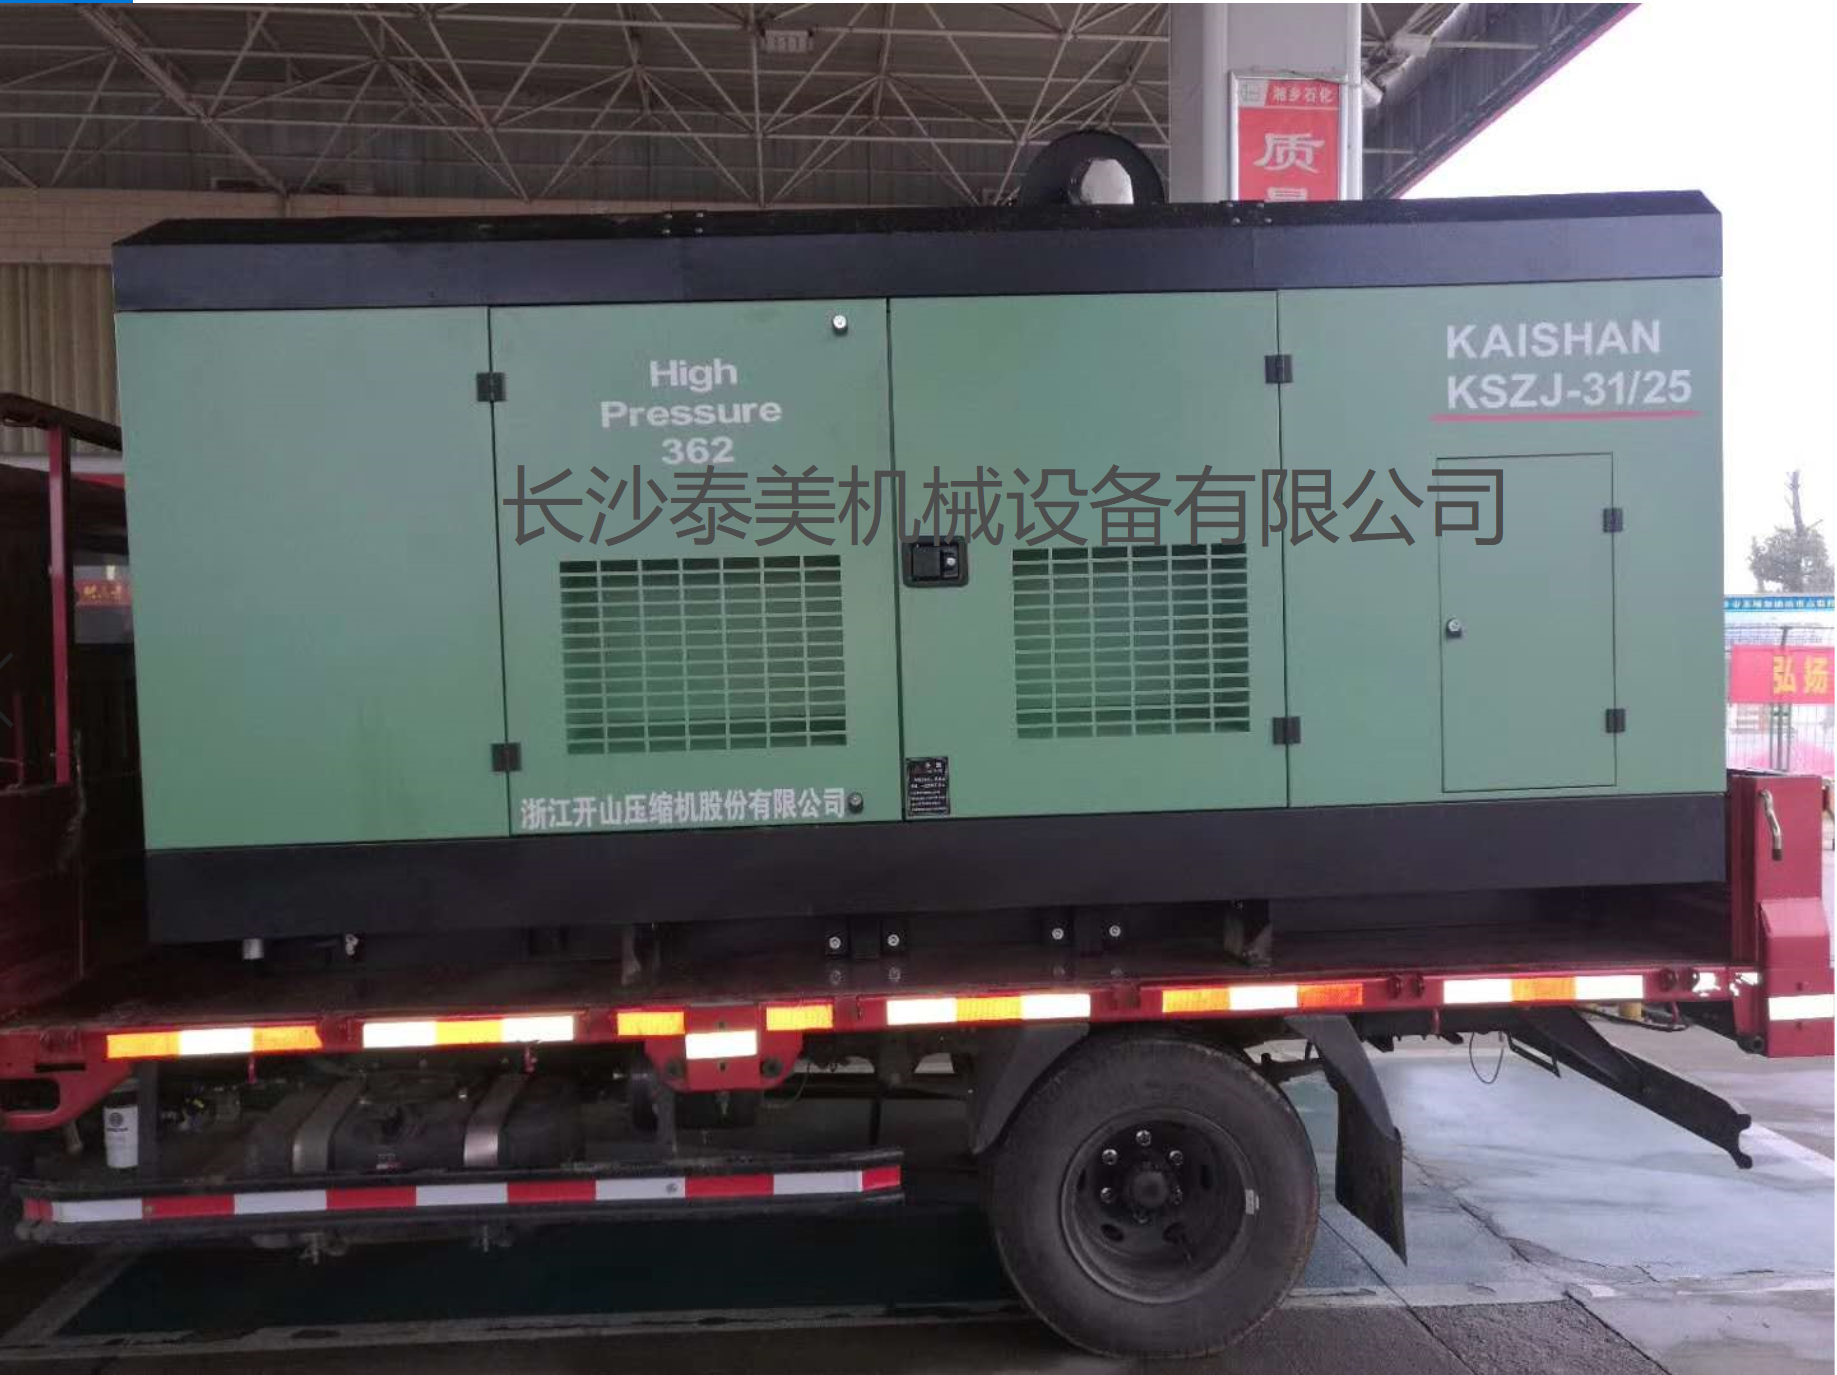 湘乡石化
质
KAISHAN
KSZJ-31/25
High
Pressure
362
长沙泰美机械设备有限公司
弘扬
浙江开山压缩机股份有限公司